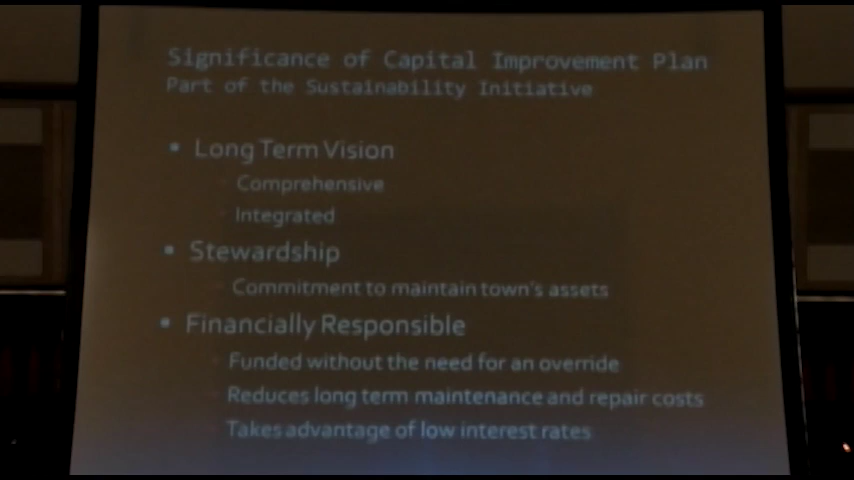 Significance of Capital Improvement Plan
Part of the Sustainability Initiative
• Long Term Vision
Comprehensive
Integrated
• Stewardship
Commitment to maintain town's assets
• Financially Responsible
Funded without the need for an override
Reduces long term maintenance and repair costs
Takes advantage of low interest rates